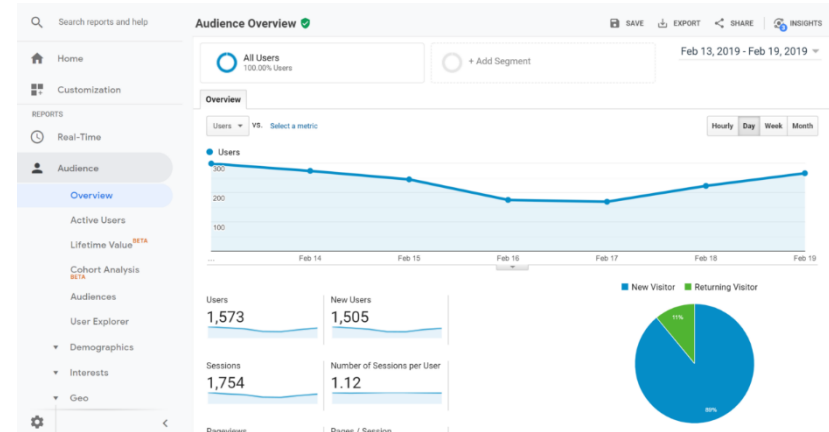 Search reports and help
Home
Customization
REPORTS
Real-Time
Audience
Overview
Active Users
Lifetime Value BETA
Cohort Analysis
BETA
Audiences
User Explorer
Demographics
Interests
Geo
Audience Overview
SAVE
EXPORT
SHARE
INSIGHTS
All Users
100.00% Users
+ Add Segment
Feb 13, 2019 - Feb 19, 2019
Overview
Users VS. Select a metric
Hourly Day Week Month
Users
300
200
100
... Feb 14 Feb 15 Feb 16 Feb 17 Feb 18 Feb 19
New Visitor Returning Visitor
Users
1,573
New Users
1,505
Sessions
1,754
Number of Sessions per User
1.12
11%
89%
Pageviews
Pages / Session